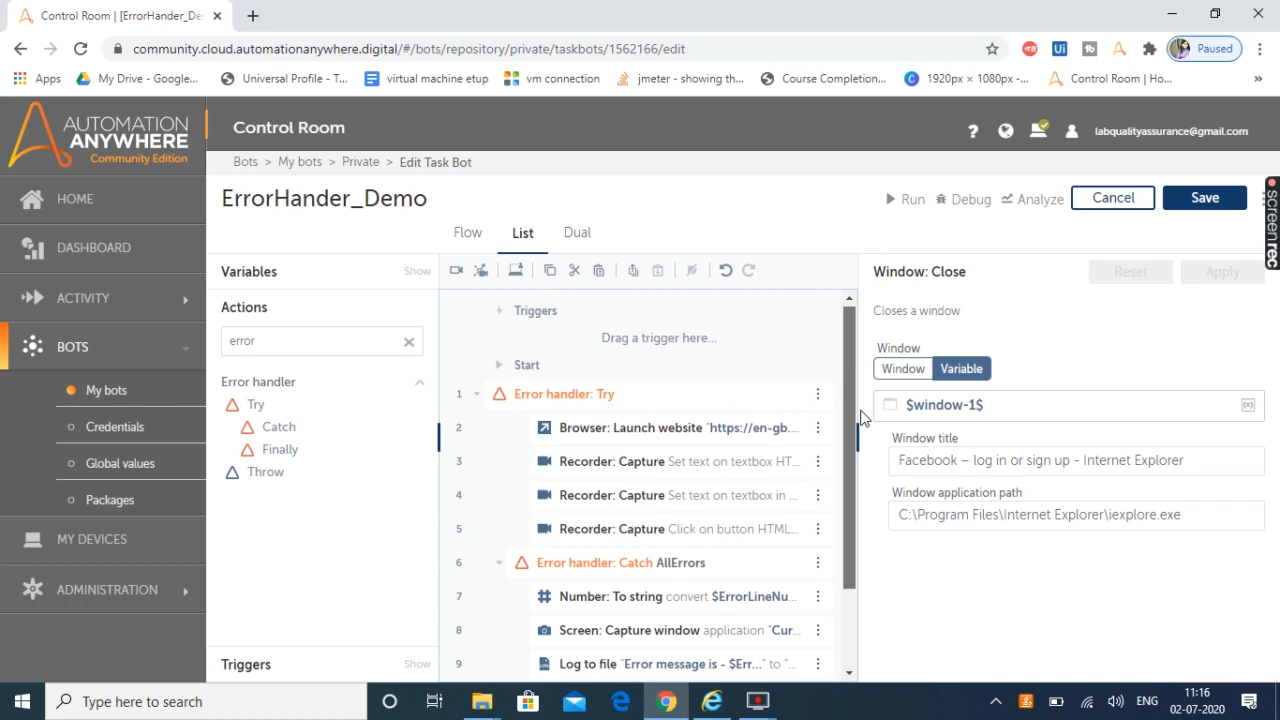 Control Room | [ErrorHander_De
community.cloud.automationanywhere.digital/#/bots/repository/private/taskbots/1562166/edit
Paused
Apps
My Drive - Google...
Universal Profile - T...
virtual machine etup
vm connection
jmeter - showing th...
Course Completion...
1920px × 1080px –...
Control Room | Ho...
AUTOMATION
ANYWHERE
Community Edition
Control Room
labqualityassurance@gmail.com
Bots > My bots > Private > Edit Task Bot
HOME
DASHBOARD
ACTIVITY
BOTS
My bots
Credentials
Global values
Packages
MY DEVICES
ADMINISTRATION
ErrorHander_Demo
Run
Debug
Analyze
Cancel
Save
Flow
List
Dual
Variables
Show
Actions
error
Error handler
Try
Catch
Finally
Throw
Triggers
Show
Triggers
Drag a trigger here...
Start
1 Error handler: Try
2 Browser: Launch website "https://en-gb....
3 Recorder: Capture Set text on textbox HT...
4 Recorder: Capture Set text on textbox in ...
5 Recorder: Capture Click on button HTML...
6 Error handler: Catch AllErrors
7 Number: To string convert $ErrorLineNu...
8 Screen: Capture window application "Cur...
9 Log to file "Error message is - $Err..." to "...
Window: Close
Reset
Apply
Closes a window
Window
Window
Variable
$window-1$
(x)
Window title
Facebook – log in or sign up - Internet Explorer
Window application path
C:\Program Files\Internet Explorer\iexplore.exe
screenrec
Type here to search
ENG
11:16
02-07-2020